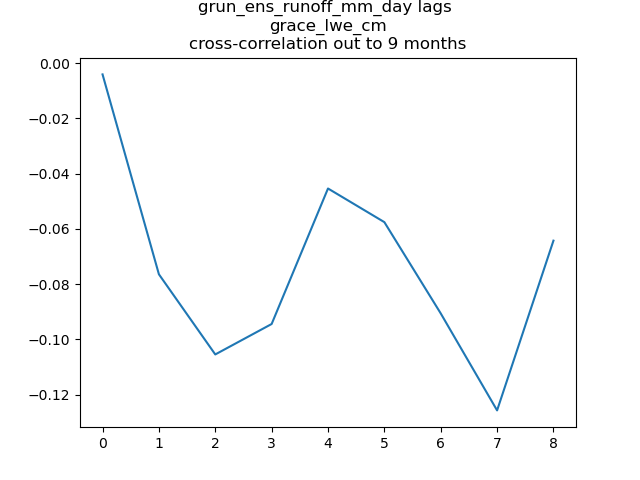 grun_ens_runoff_mm_day lags
grace_lwe_cm
cross-correlation out to 9 months
0.00
−0.02
−0.04
−0.06
−0.08
−0.10
−0.12
0 1 2 3 4 5 6 7 8